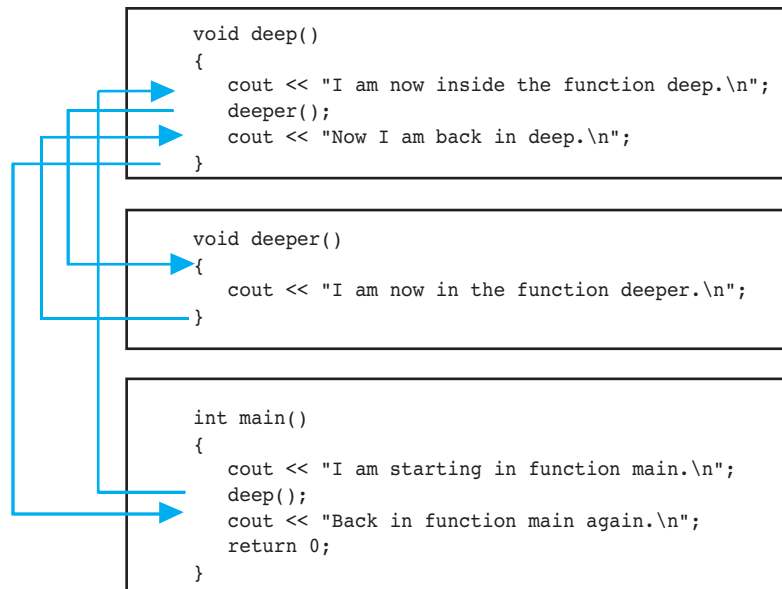 void deep()
{
cout << "I am now inside the function deep.\n";
deeper();
cout << "Now I am back in deep.\n";
}
void deeper()
{
cout << "I am now in the function deeper.\n";
}
int main()
{
cout << "I am starting in function main.\n";
deep();
cout << "Back in function main again.\n";
return 0;
}